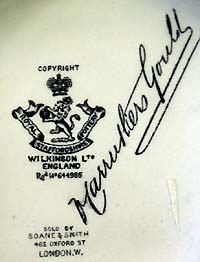 COPYRIGHT
ROYAL STAFFORDSHIRE POTTERY
WILKINSON LTD
ENGLAND
Rd No 644986
F Carruthers Gould
SOLD BY
SOANE & SMITH
462 OXFORD ST
LONDON.W.